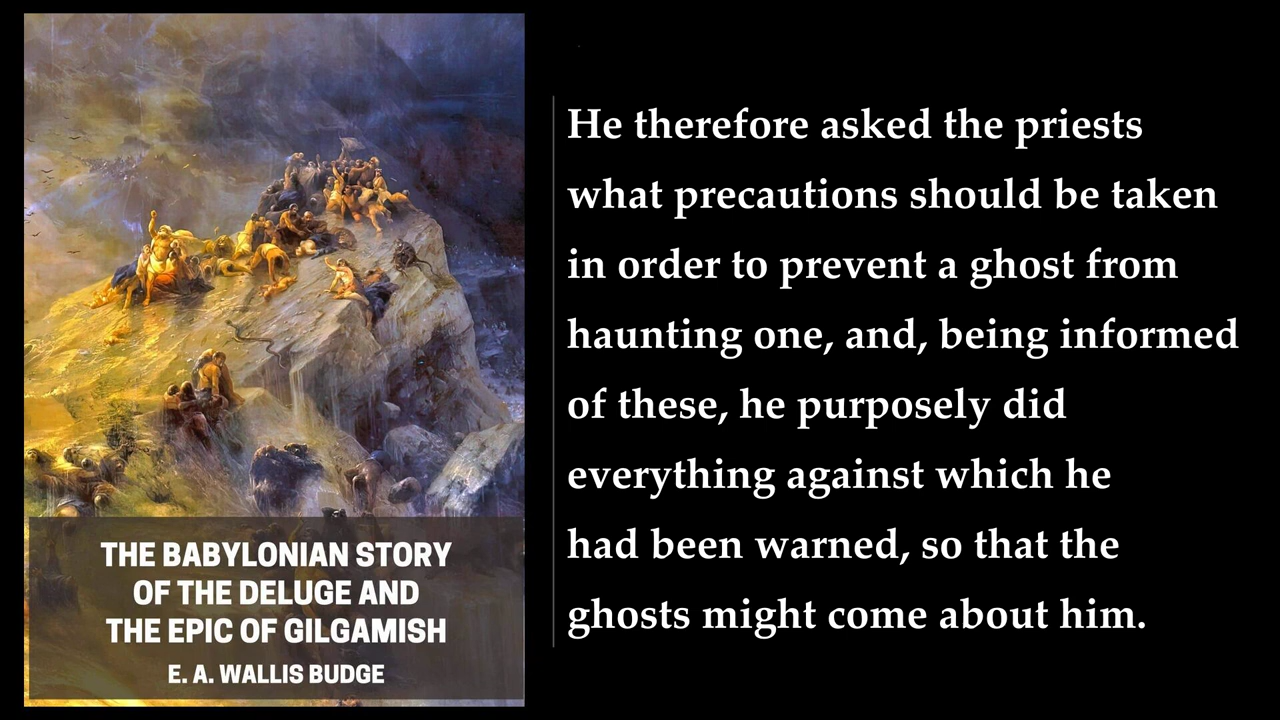 THE BABYLONIAN STORY
OF THE DELUGE AND
THE EPIC OF GILGAMISH
E. A. WALLIS BUDGE
He therefore asked the priests
what precautions should be taken
in order to prevent a ghost from
haunting one, and, being informed
of these, he purposely did
everything against which he
had been warned, so that the
ghosts might come about him.